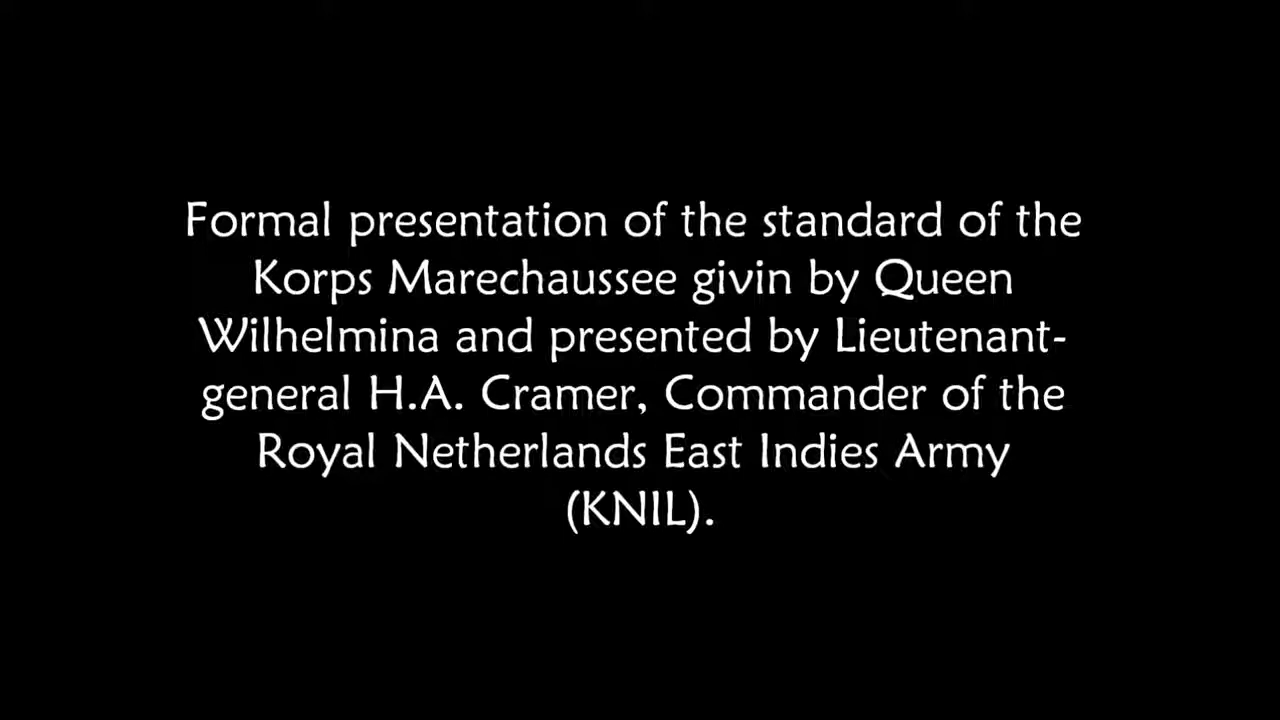 Formal presentation of the standard of the
Korps Marechaussee givin by Queen
Wilhelmina and presented by Lieutenant-
general H.A. Cramer, Commander of the
Royal Netherlands East Indies Army
(KNIL).